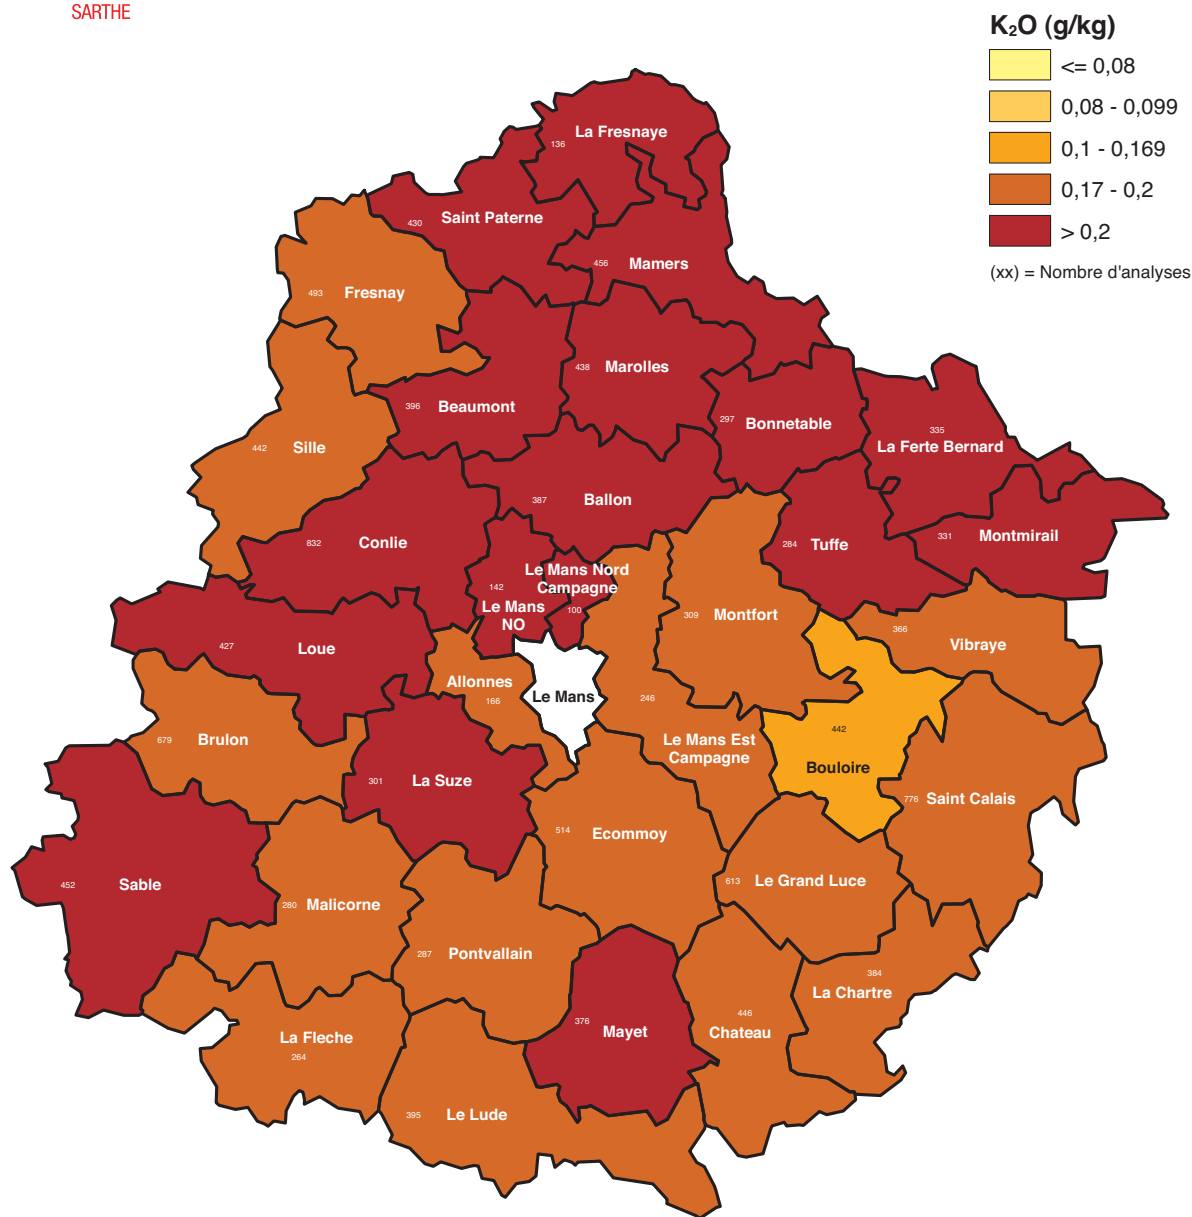 SARTHE
K₂O (g/kg)
<= 0,08
0,08 - 0,099
0,1 - 0,169
0,17 - 0,2
> 0,2
(xx) = Nombre d'analyses
La Fresnaye
136
Saint Paterne
430
Mamers
456
Fresnay
493
Marolles
438
Beaumont
396
Bonnetable
297
La Ferte Bernard
335
Sille
442
Ballon
387
Conlie
832
Tuffe
284
Montmirail
331
Le Mans Nord
Campagne
100
142
Le Mans
NO
Montfort
309
Vibraye
366
Loue
427
Allonnes
166
Le Mans
246
Le Mans Est
Campagne
442
Bouloire
Brulon
679
La Suze
301
Saint Calais
776
Ecommoy
514
Le Grand Luce
613
Sable
452
Malicorne
280
Pontvallain
287
384
La Chartre
Mayet
376
446
Chateau
La Fleche
264
Le Lude
395